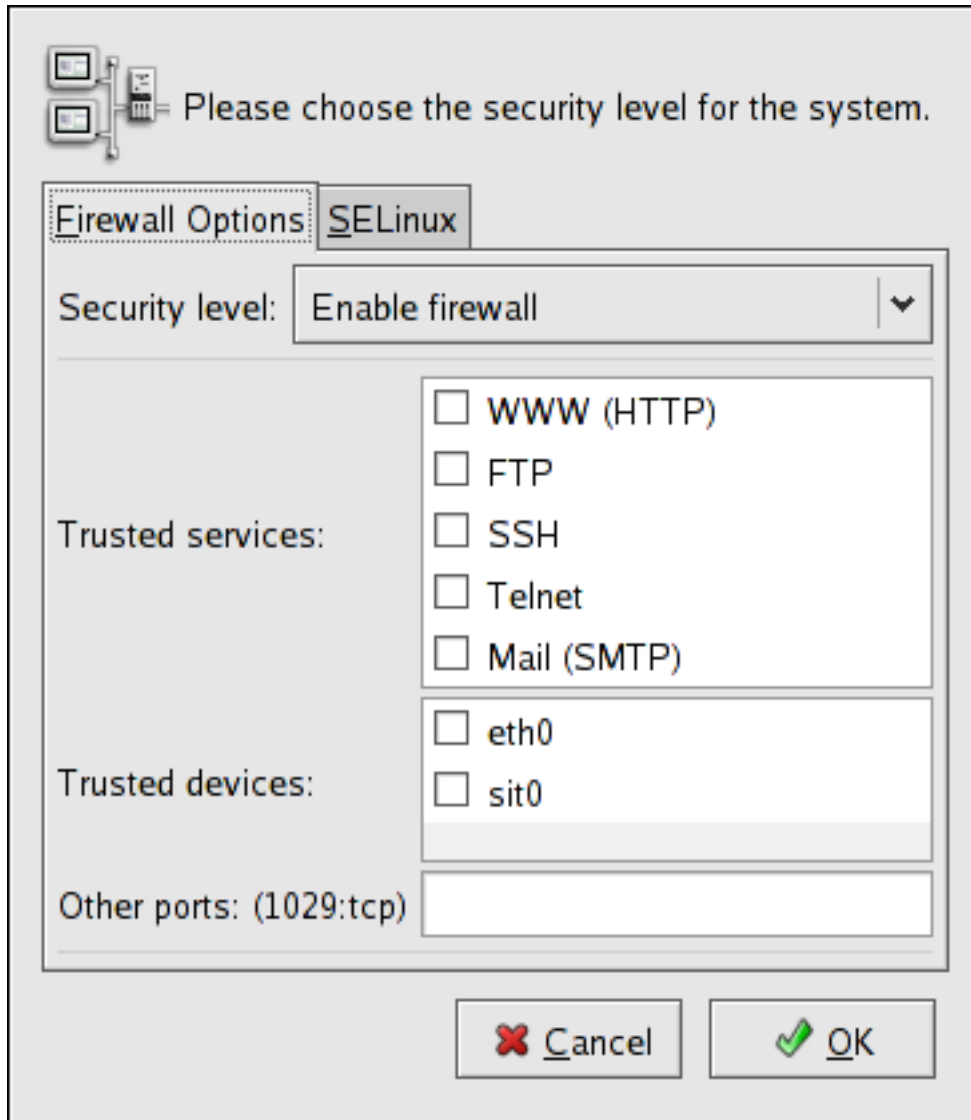 Please choose the security level for the system.
Firewall Options SELinux
Security level: Enable firewall
Trusted services:
WWW (HTTP)
FTP
SSH
Telnet
Mail (SMTP)
Trusted devices:
eth0
sit0
Other ports: (1029:tcp)
Cancel OK